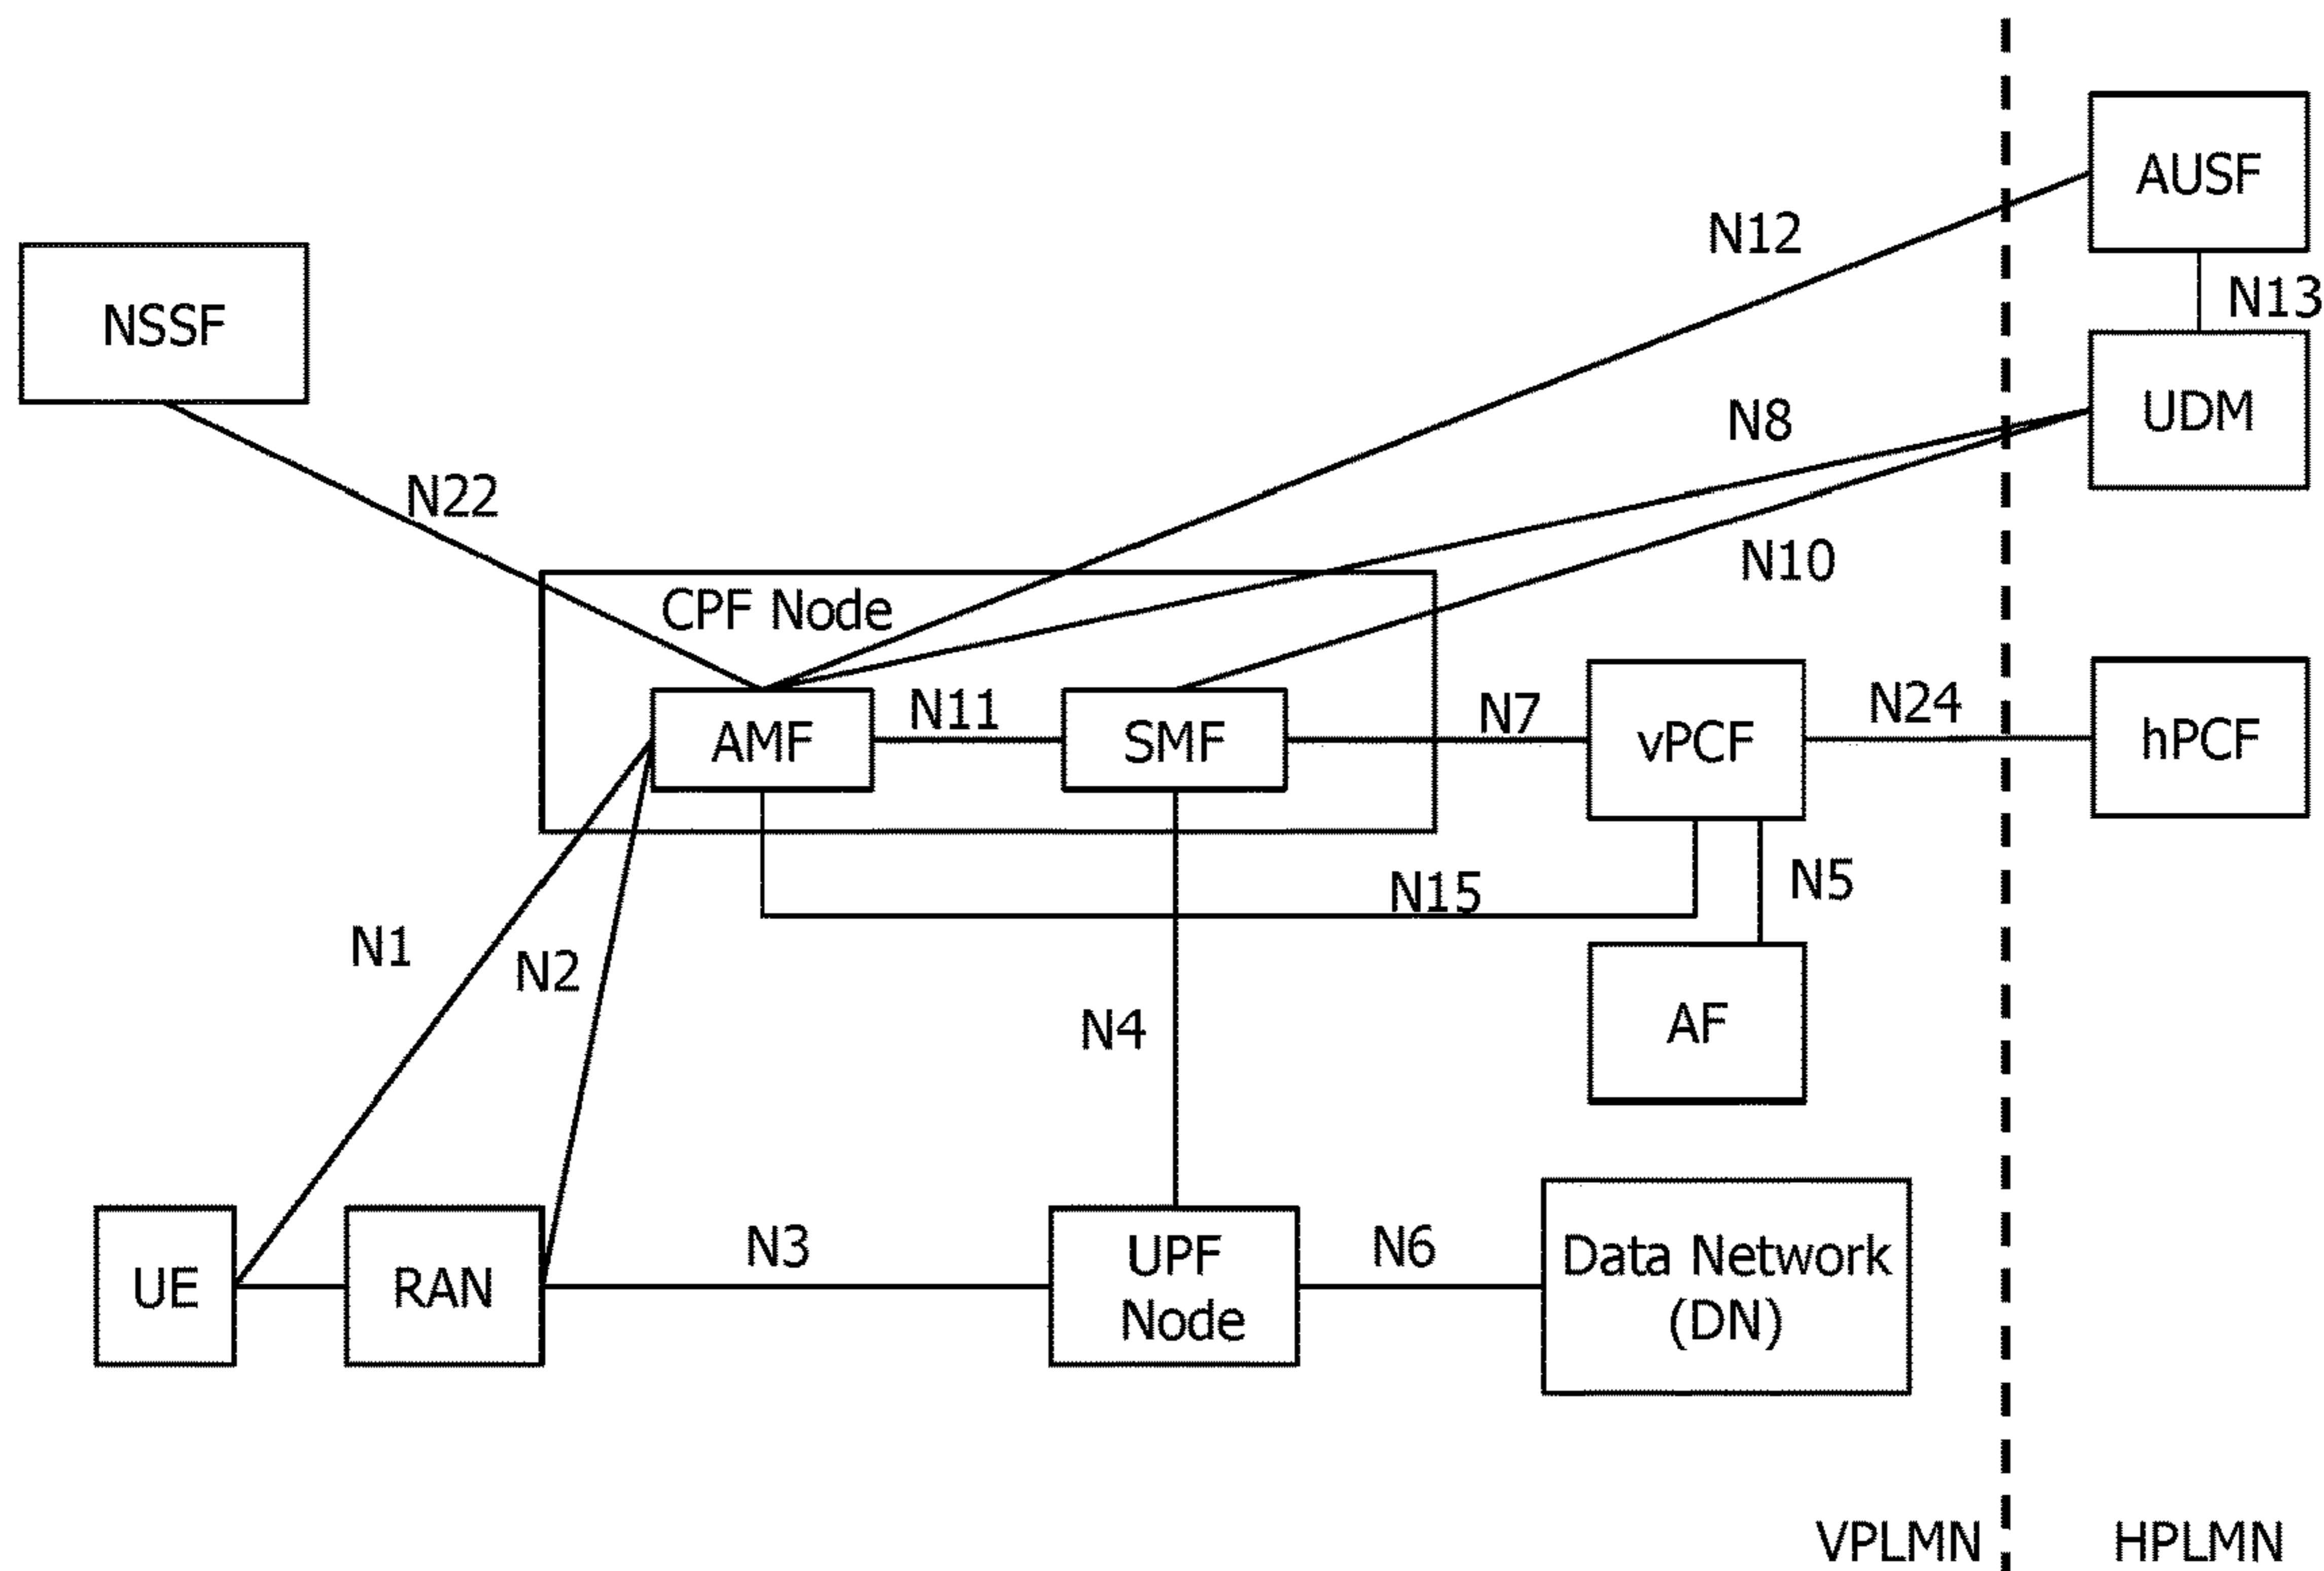 AUSF
N12
N13
NSSF
UDM
N8
N22
N10
CPF Node
AMF
N11
SMF
N7
vPCF
N24
hPCF
N15
N5
N1
N2
N4
AF
UE
RAN
N3
UPF
Node
N6
Data Network
(DN)
VPLMN
HPLMN